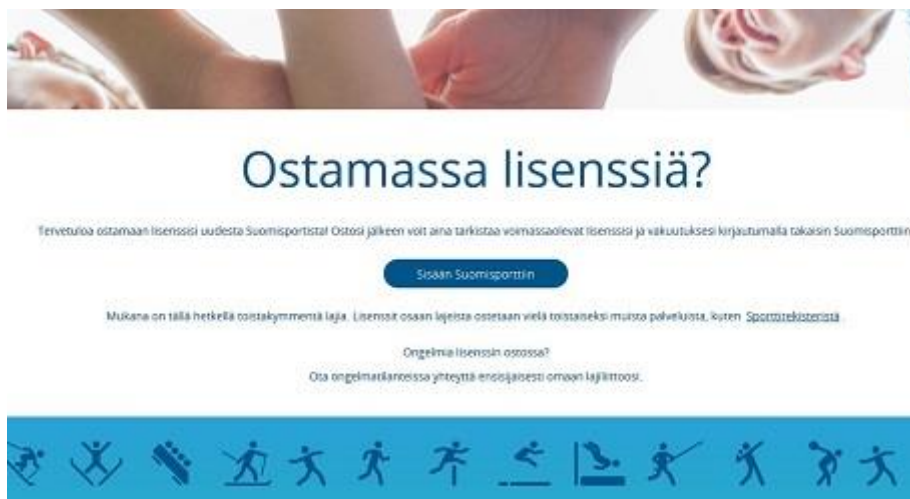 Ostamassa lisenssiä?
Tervetuloa ostamaan lisenssisi uudesta Suomisportista! Ostosi jälkeen voit aina tarkistaa voimassaolevat lisenssisi ja vakuutuksesi kirjautumalla takaisin Suomisporttiin
Sisään Suomisporttiin
Mukana on tällä hetkellä toistakymmentä lajia. Lisenssit osaan lajeista ostetaan vielä toistaiseksi muista palveluista, kuten Sporttirekisteristä
Ongelmia lisenssin ostossa?
Ota ongelmatilanteissa yhteyttä ensisijaisesti omaan lajiliittoosi.